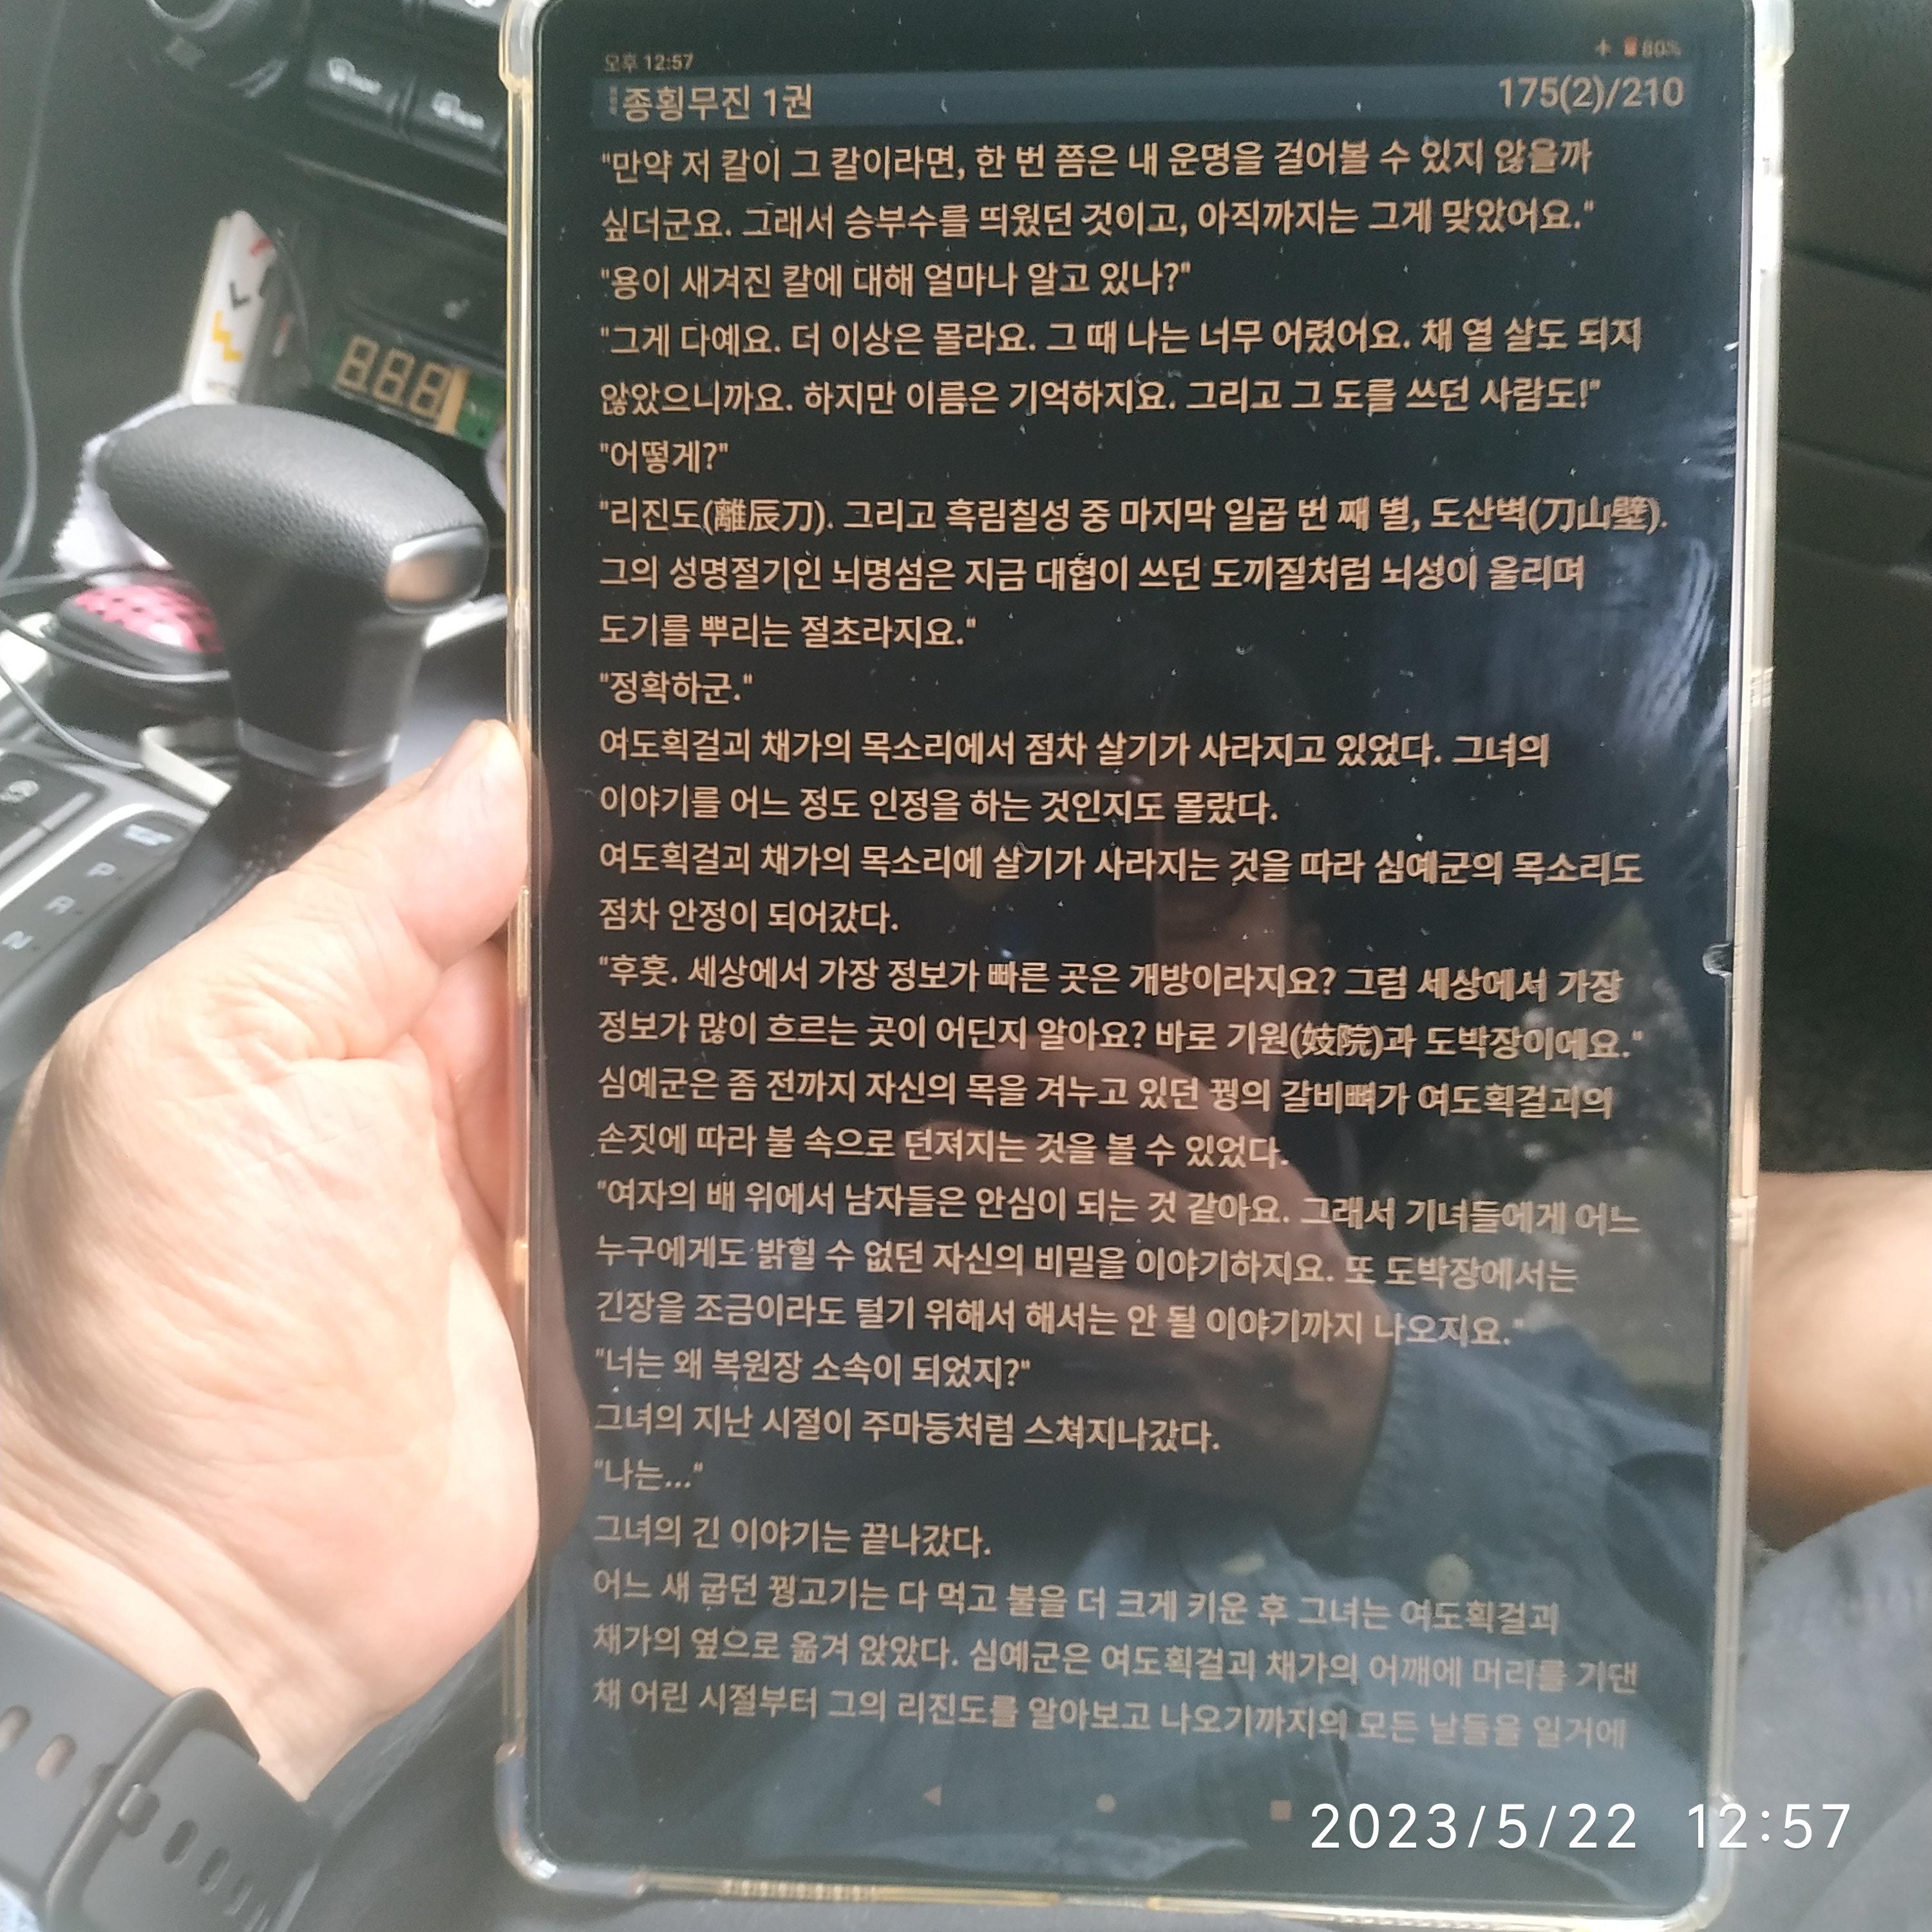 오후 12:57
80%
종횡무진 1권
175(2)/210
"만약 저 칼이 그 칼이라면, 한 번 쯤은 내 운명을 걸어볼 수 있지 않을까
싶더군요. 그래서 승부수를 띄웠던 것이고, 아직까지는 그게 맞았어요."
"용이 새겨진 칼에 대해 얼마나 알고 있나?"
"그게 다예요. 더 이상은 몰라요. 그 때 나는 너무 어렸어요. 채 열 살도 되지
않았으니까요. 하지만 이름은 기억하지요. 그리고 그 도를 쓰던 사람도!"
"어떻게?"
"리진도(離辰刀). 그리고 흑림칠성 중 마지막 일곱 번 째 별, 도산벽(刀山壁).
그의 성명절기인 뇌명섬은 지금 대협이 쓰던 도끼질처럼 뇌성이 울리며
도기를 뿌리는 절초라지요."
"정확하군."
여도획걸괴 채가의 목소리에서 점차 살기가 사라지고 있었다. 그녀의
이야기를 어느 정도 인정을 하는 것인지도 몰랐다.
여도획걸괴 채가의 목소리에 살기가 사라지는 것을 따라 심예군의 목소리도
점차 안정이 되어갔다.
"후훗. 세상에서 가장 정보가 빠른 곳은 개방이라지요? 그럼 세상에서 가장
정보가 많이 흐르는 곳이 어딘지 알아요? 바로 기원(妓院)과 도박장이에요."
심예군은 좀 전까지 자신의 목을 겨누고 있던 꿩의 갈비뼈가 여도획걸괴의
손짓에 따라 불 속으로 던져지는 것을 볼 수 있었다.
"여자의 배 위에서 남자들은 안심이 되는 것 같아요. 그래서 기녀들에게 어느
누구에게도 밝힐 수 없던 자신의 비밀을 이야기하지요. 또 도박장에서는
긴장을 조금이라도 털기 위해서 해서는 안 될 이야기까지 나오지요."
"너는 왜 복원장 소속이 되었지?"
그녀의 지난 시절이 주마등처럼 스쳐지나갔다.
"나는..."
그녀의 긴 이야기는 끝나갔다.
어느 새 굽던 꿩고기는 다 먹고 불을 더 크게 키운 후 그녀는 여도획걸괴
채가의 옆으로 옮겨 앉았다. 심예군은 여도획걸괴 채가의 어깨에 머리를 기댄
채 어린 시절부터 그의 리진도를 알아보고 나오기까지의 모든 날들을 일거에
P
R
N
2023/5/22 12:57